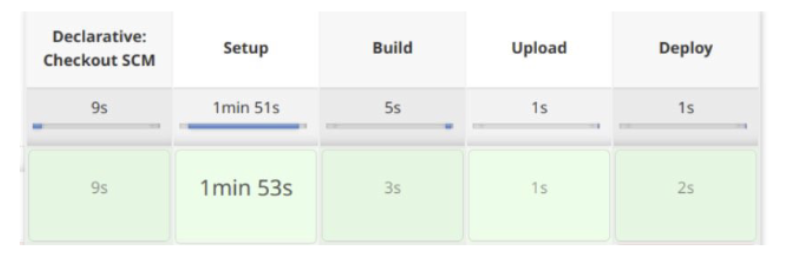 Declarative:
Checkout SCM
Setup
Build
Upload
Deploy
9s
1min 51s
5s
1s
1s
9s
1min 53s
3s
1s
2s